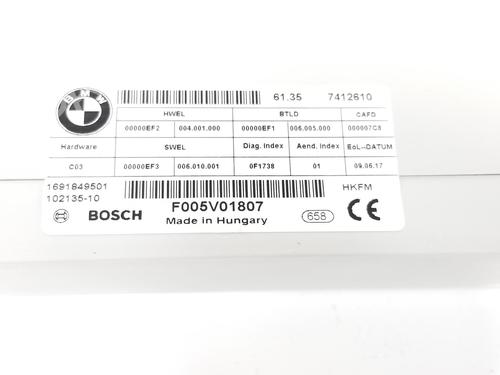 BMW
61.35 7412610
HWEL BTLD CAFD
00000EF2 004.001.000 00000EF1 006.005.000 000007C8
Hardware SWEL Diag. Index Aend. Index EoL-DATUM
C03 00000EF3 006.010.001 0F1738 01 09.06.17
1691849501 HKFM
102135-10
BOSCH F005V01807 658 CE
Made in Hungary